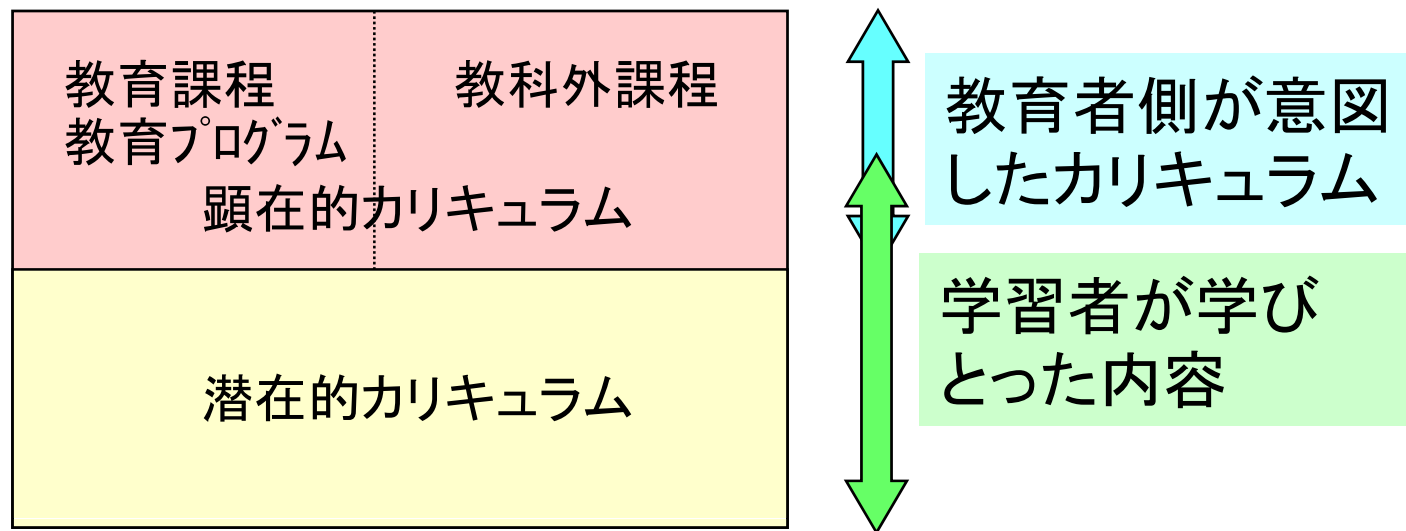 教育課程
教育プログラム
教科外課程
顕在的カリキュラム
潜在的カリキュラム
教育者側が意図
したカリキュラム
学習者が学び
とった内容